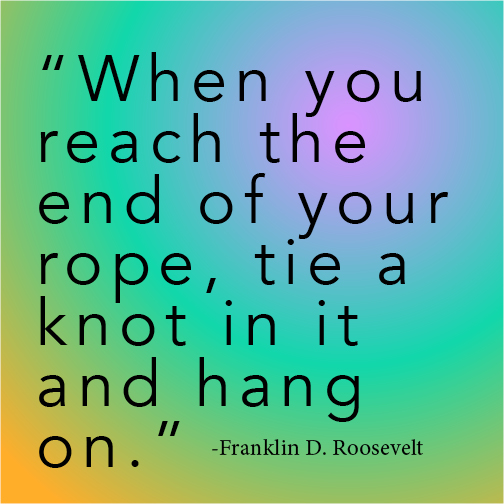 “When you
reach the
end of your
rope, tie a
knot in it
and hang
on.”
-Franklin D. Roosevelt